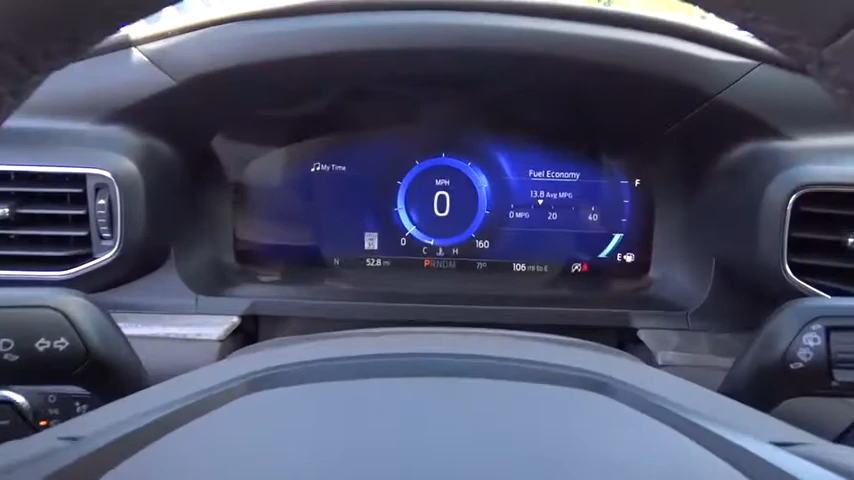 My Time
MPH
0
0
160
C
H
Fuel Economy
13.8 Avg MPG
0 MPG
20
40
F
E
N
52.8 mi
PRNDM
71°
106 mi to E